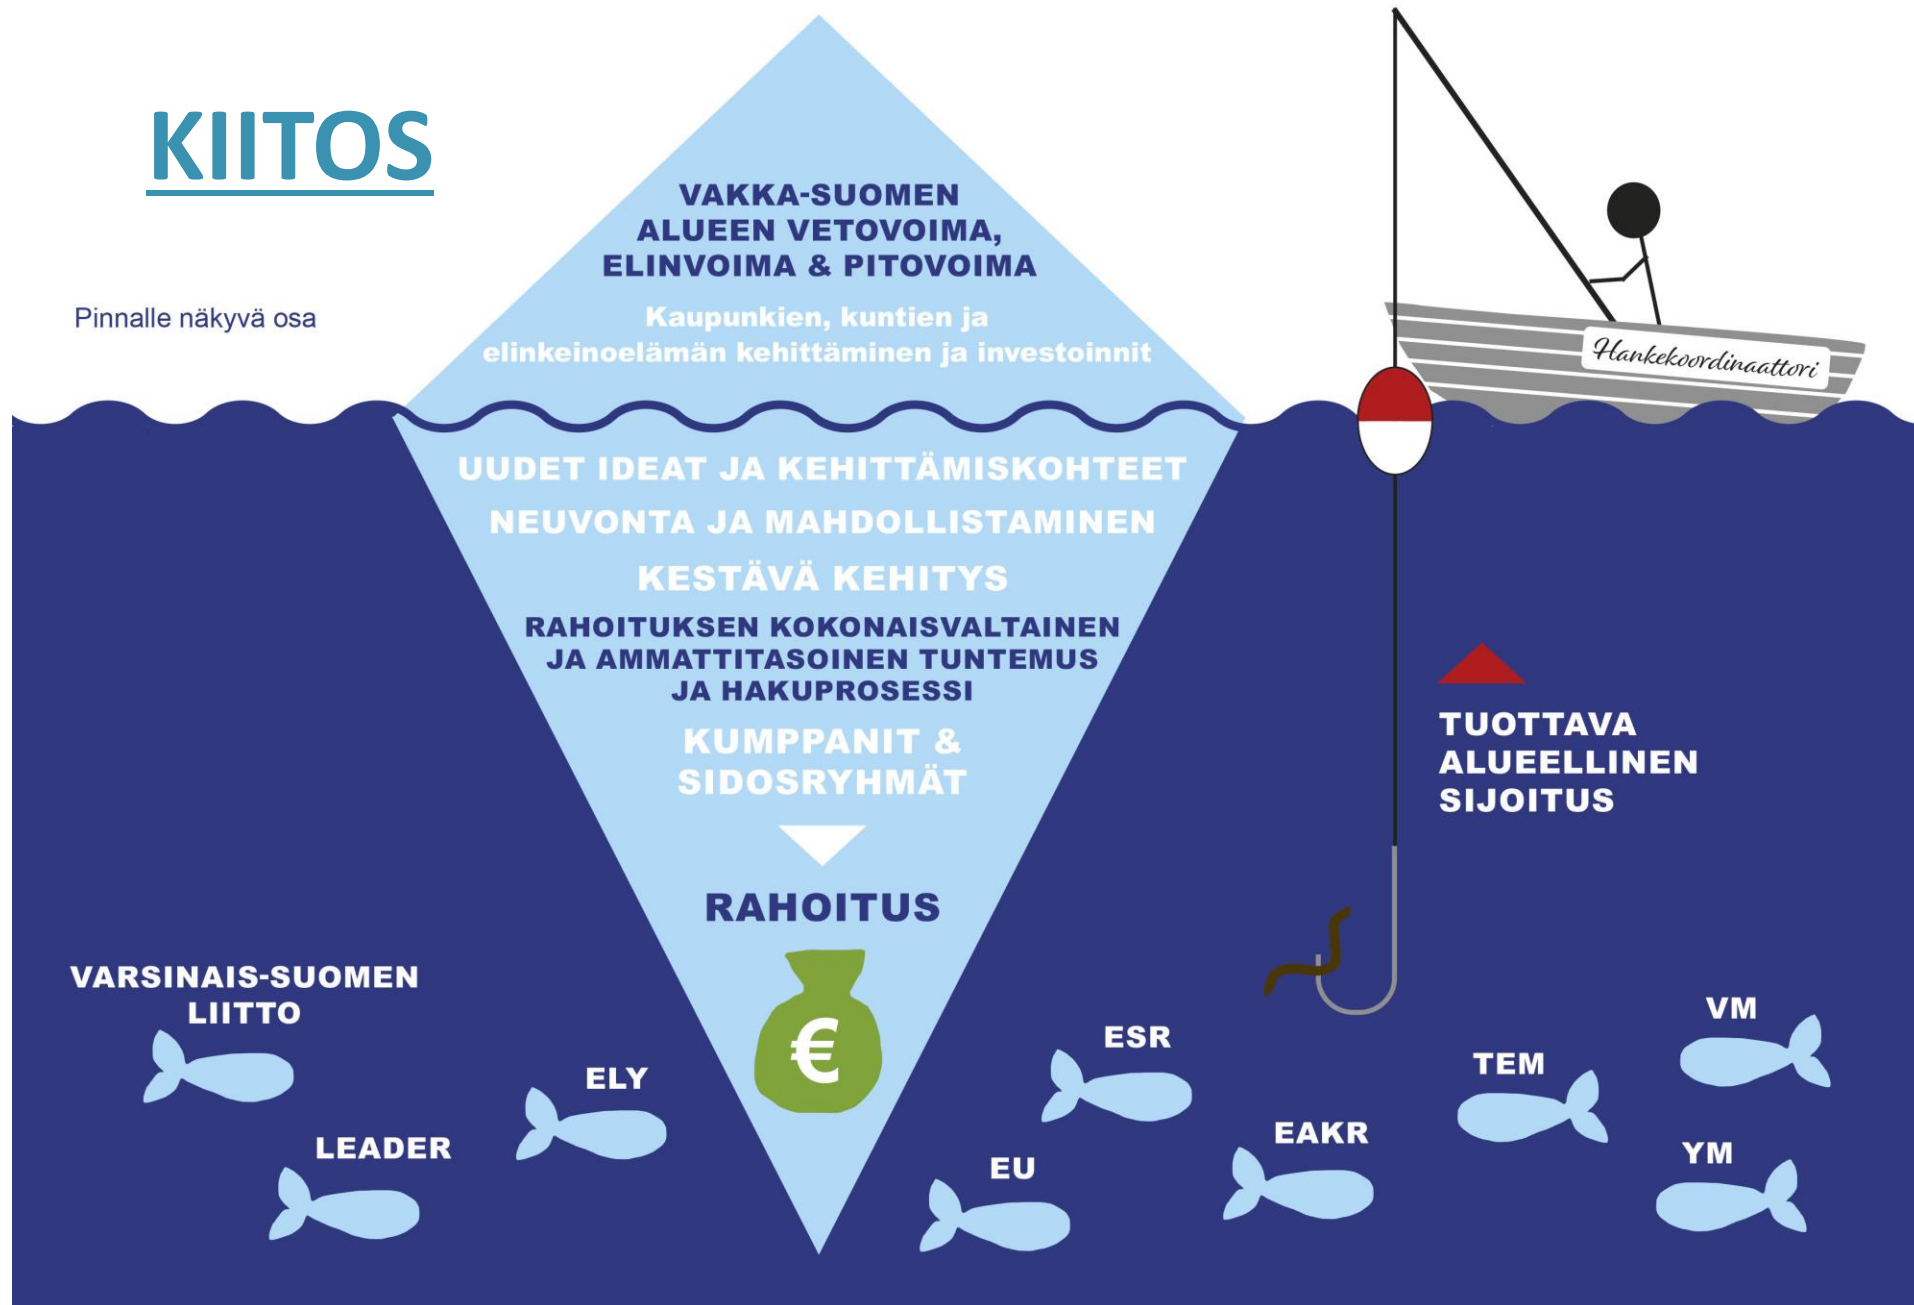 KIITOS
VAKKA-SUOMEN
ALUEEN VETOVOIMA,
ELINVOIMA & PITOVOIMA
Pinnalle näkyvä osa
Kaupunkien, kuntien ja
elinkeinoelämän kehittäminen ja investoinnit
Hankekoordinaattori
UUDET IDEAT JA KEHITTÄMISKOHTEET
NEUVONTA JA MAHDOLLISTAMINEN
KESTÄVÄ KEHITYS
RAHOITUKSEN KOKONAISVALTAINEN
JA AMMATTITASOINEN TUNTEMUS
JA HAKUPROSESSI
KUMPPANIT &
SIDOSRYHMÄT
TUOTTAVA
ALUEELLINEN
SIJOITUS
RAHOITUS
€
VARSINAIS-SUOMEN
LIITTO
ELY
LEADER
ESR
EU
EAKR
TEM
VM
YM